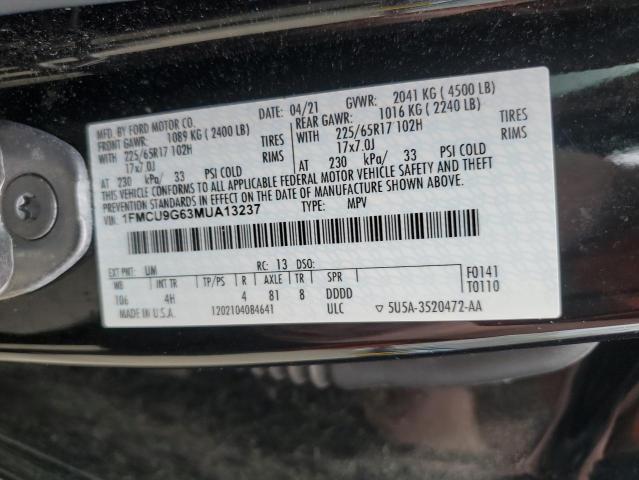 MFD. BY FORD MOTOR CO. DATE: 04/21 GVWR: 2041 KG ( 4500 LB)
FRONT GAWR: 1089 KG ( 2400 LB) REAR GAWR: 1016 KG ( 2240 LB)
WITH 225/65R17 102H TIRES WITH 225/65R17 102H TIRES
17x7.0J RIMS 17x7.0J RIMS
AT 230 kPa/ 33 PSI COLD AT 230 kPa/ 33 PSI COLD
THIS VEHICLE CONFORMS TO ALL APPLICABLE FEDERAL MOTOR VEHICLE SAFETY AND THEFT
PREVENTION STANDARDS IN EFFECT ON THE DATE OF MANUFACTURE SHOWN ABOVE.
VIN: 1FMCU9G63MUA13237 TYPE: MPV
EXT PNT: UM RC: 13 DSO: F0141
WB INT TR TP/PS R AXLE TR SPR T0110
106 4H 4 81 8 DDDD
MADE IN U.S.A. 12021040B4641 ULC 5U5A-3520472-AA